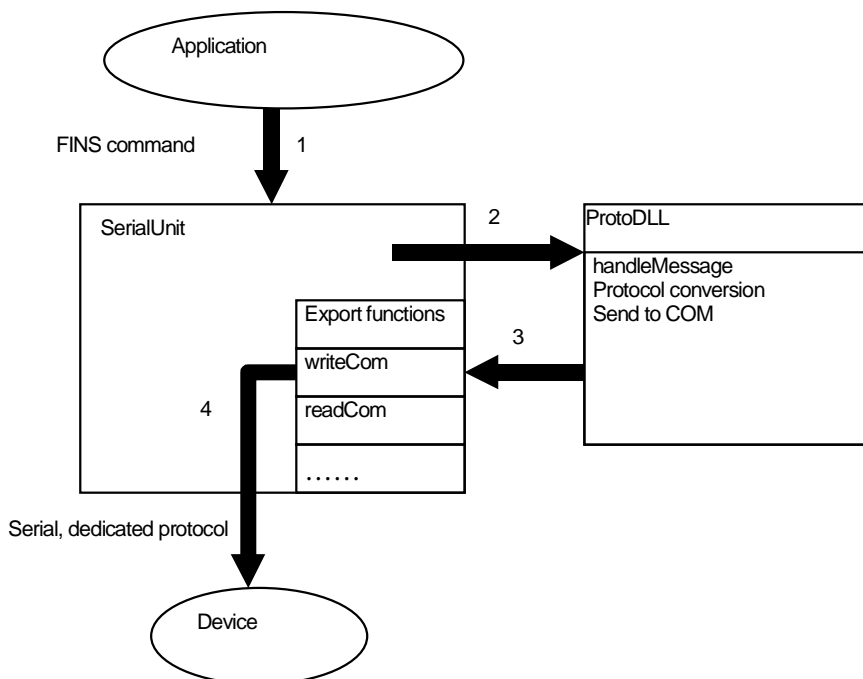 Application
FINS command
1
SerialUnit
2
ProtoDLL
handleMessage
Protocol conversion
Send to COM
Export functions
3
writeCom
4
readCom
......
Serial, dedicated protocol
Device